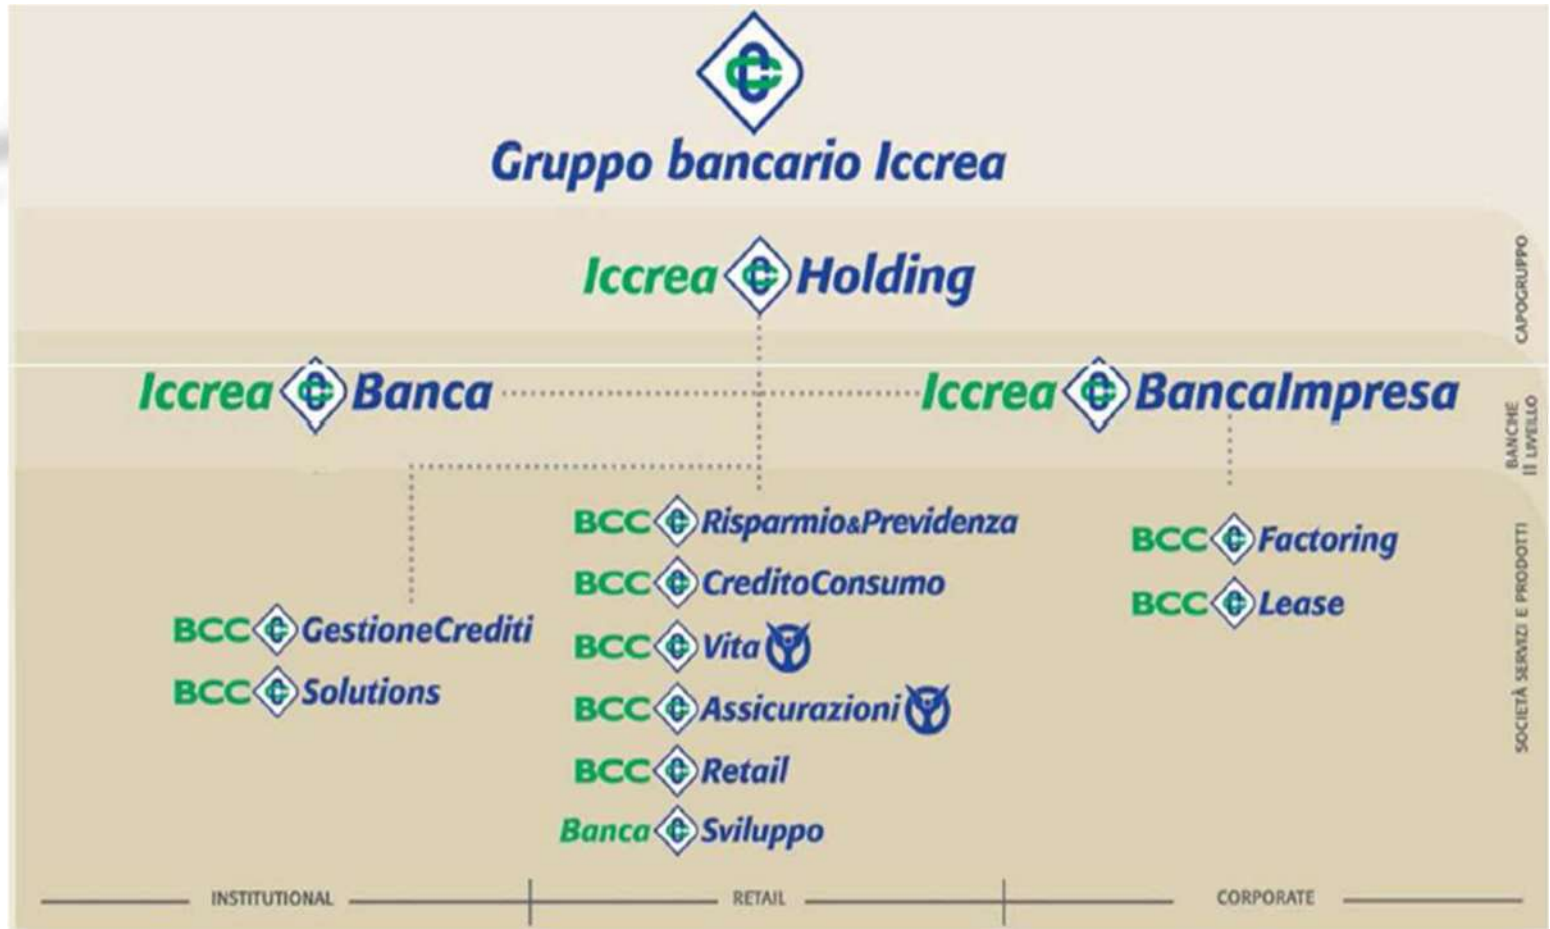 Gruppo bancario Iccrea
Iccrea Holding
CAPOGRUPPO
Iccrea Banca
Iccrea BancaImpresa
BANCHE
II LIVELLO
BCC GestioneCrediti
BCC Solutions
BCC Risparmio&Previdenza
BCC CreditoConsumo
BCC Vita
BCC Assicurazioni
BCC Retail
Banca Sviluppo
BCC Factoring
BCC Lease
SOCIETÀ SERVIZI E PRODOTTI
INSTITUTIONAL
RETAIL
CORPORATE